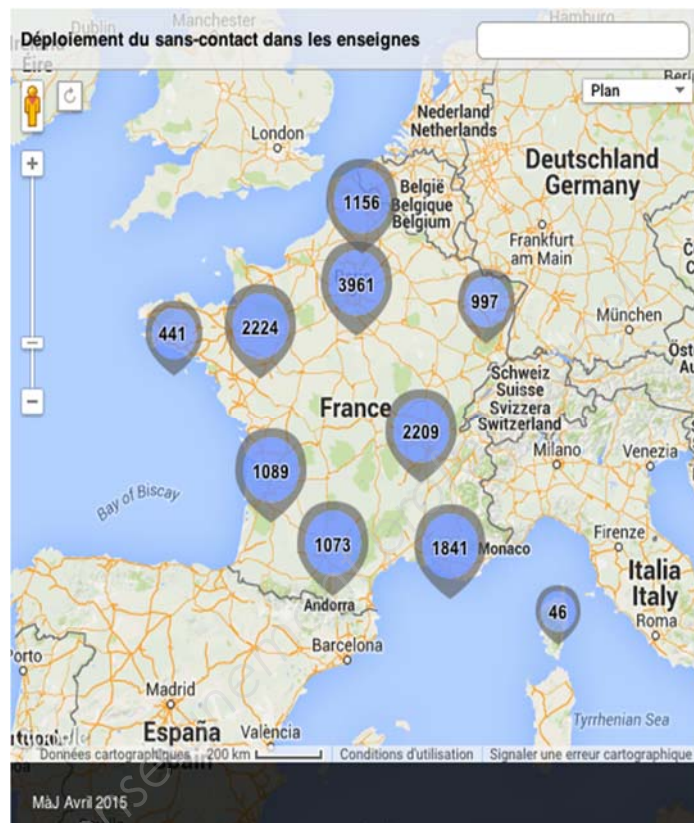 Dublin
Manchester
Hamburg
Déploiement du sans-contact dans les enseignes
Éire
Plan
London
Nederland
Netherlands
Deutschland
Germany
België
Belgique
Belgium
1156
Frankfurt
am Main
3961
997
441
2224
München
Schweiz
Suisse
Svizzera
Switzerland
France
2209
Milano
Venezia
1089
Bay of Biscay
1073
1841
Monaco
Firenze
Italia
Italy
46
Roma
Andorra
Barcelona
Porto
Madrid
España
València
Tyrrhenian Sea
Données cartographiques 200 km Conditions d'utilisation Signaler une erreur cartographique
MàJ Avril 2015